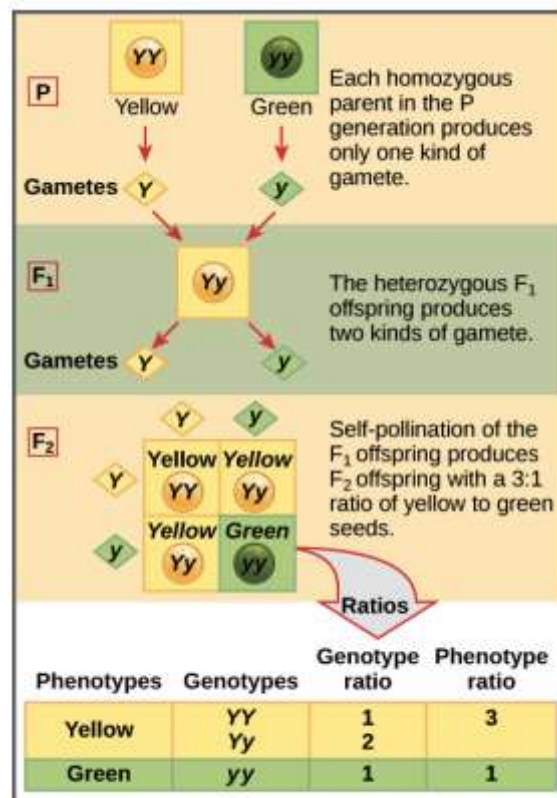 P
YY
yy
Yellow
Green
Each homozygous
parent in the P
generation produces
only one kind of
gamete.
Gametes
Y
y
F1
Yy
The heterozygous F1
offspring produces
two kinds of gamete.
Gametes
Y
y
F2
Y
y
Self-pollination of the
F1 offspring produces
F2 offspring with a 3:1
ratio of yellow to green
seeds.
Y
Yellow Yellow
YY Yy
y
Yellow Green
Yy yy
Ratios
Phenotypes Genotypes Genotype ratio Phenotype ratio
Yellow YY 1 3
Yy 2
Green yy 1 1